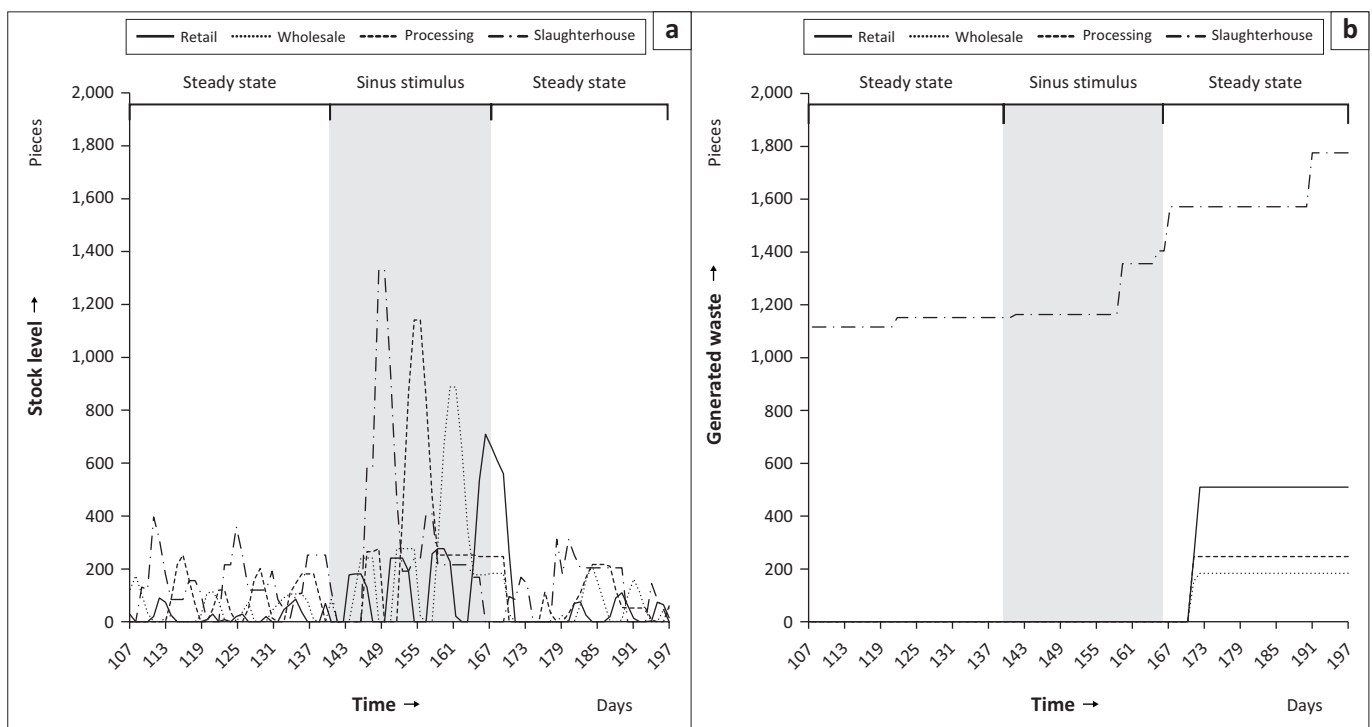 Retail Wholesale Processing Slaughterhouse a
Steady state Sinus stimulus Steady state
2,000
1,800
1,600
1,400
1,200
1,000
800
600
400
200
0
Pieces
Stock level →
107 113 119 125 131 137 143 149 155 161 167 173 179 185 191 197
Time → Days
Retail Wholesale Processing Slaughterhouse b
Steady state Sinus stimulus Steady state
2,000
1,800
1,600
1,400
1,200
1,000
800
600
400
200
0
Pieces
Generated waste →
107 113 119 125 131 137 143 149 155 161 167 173 179 185 191 197
Time → Days